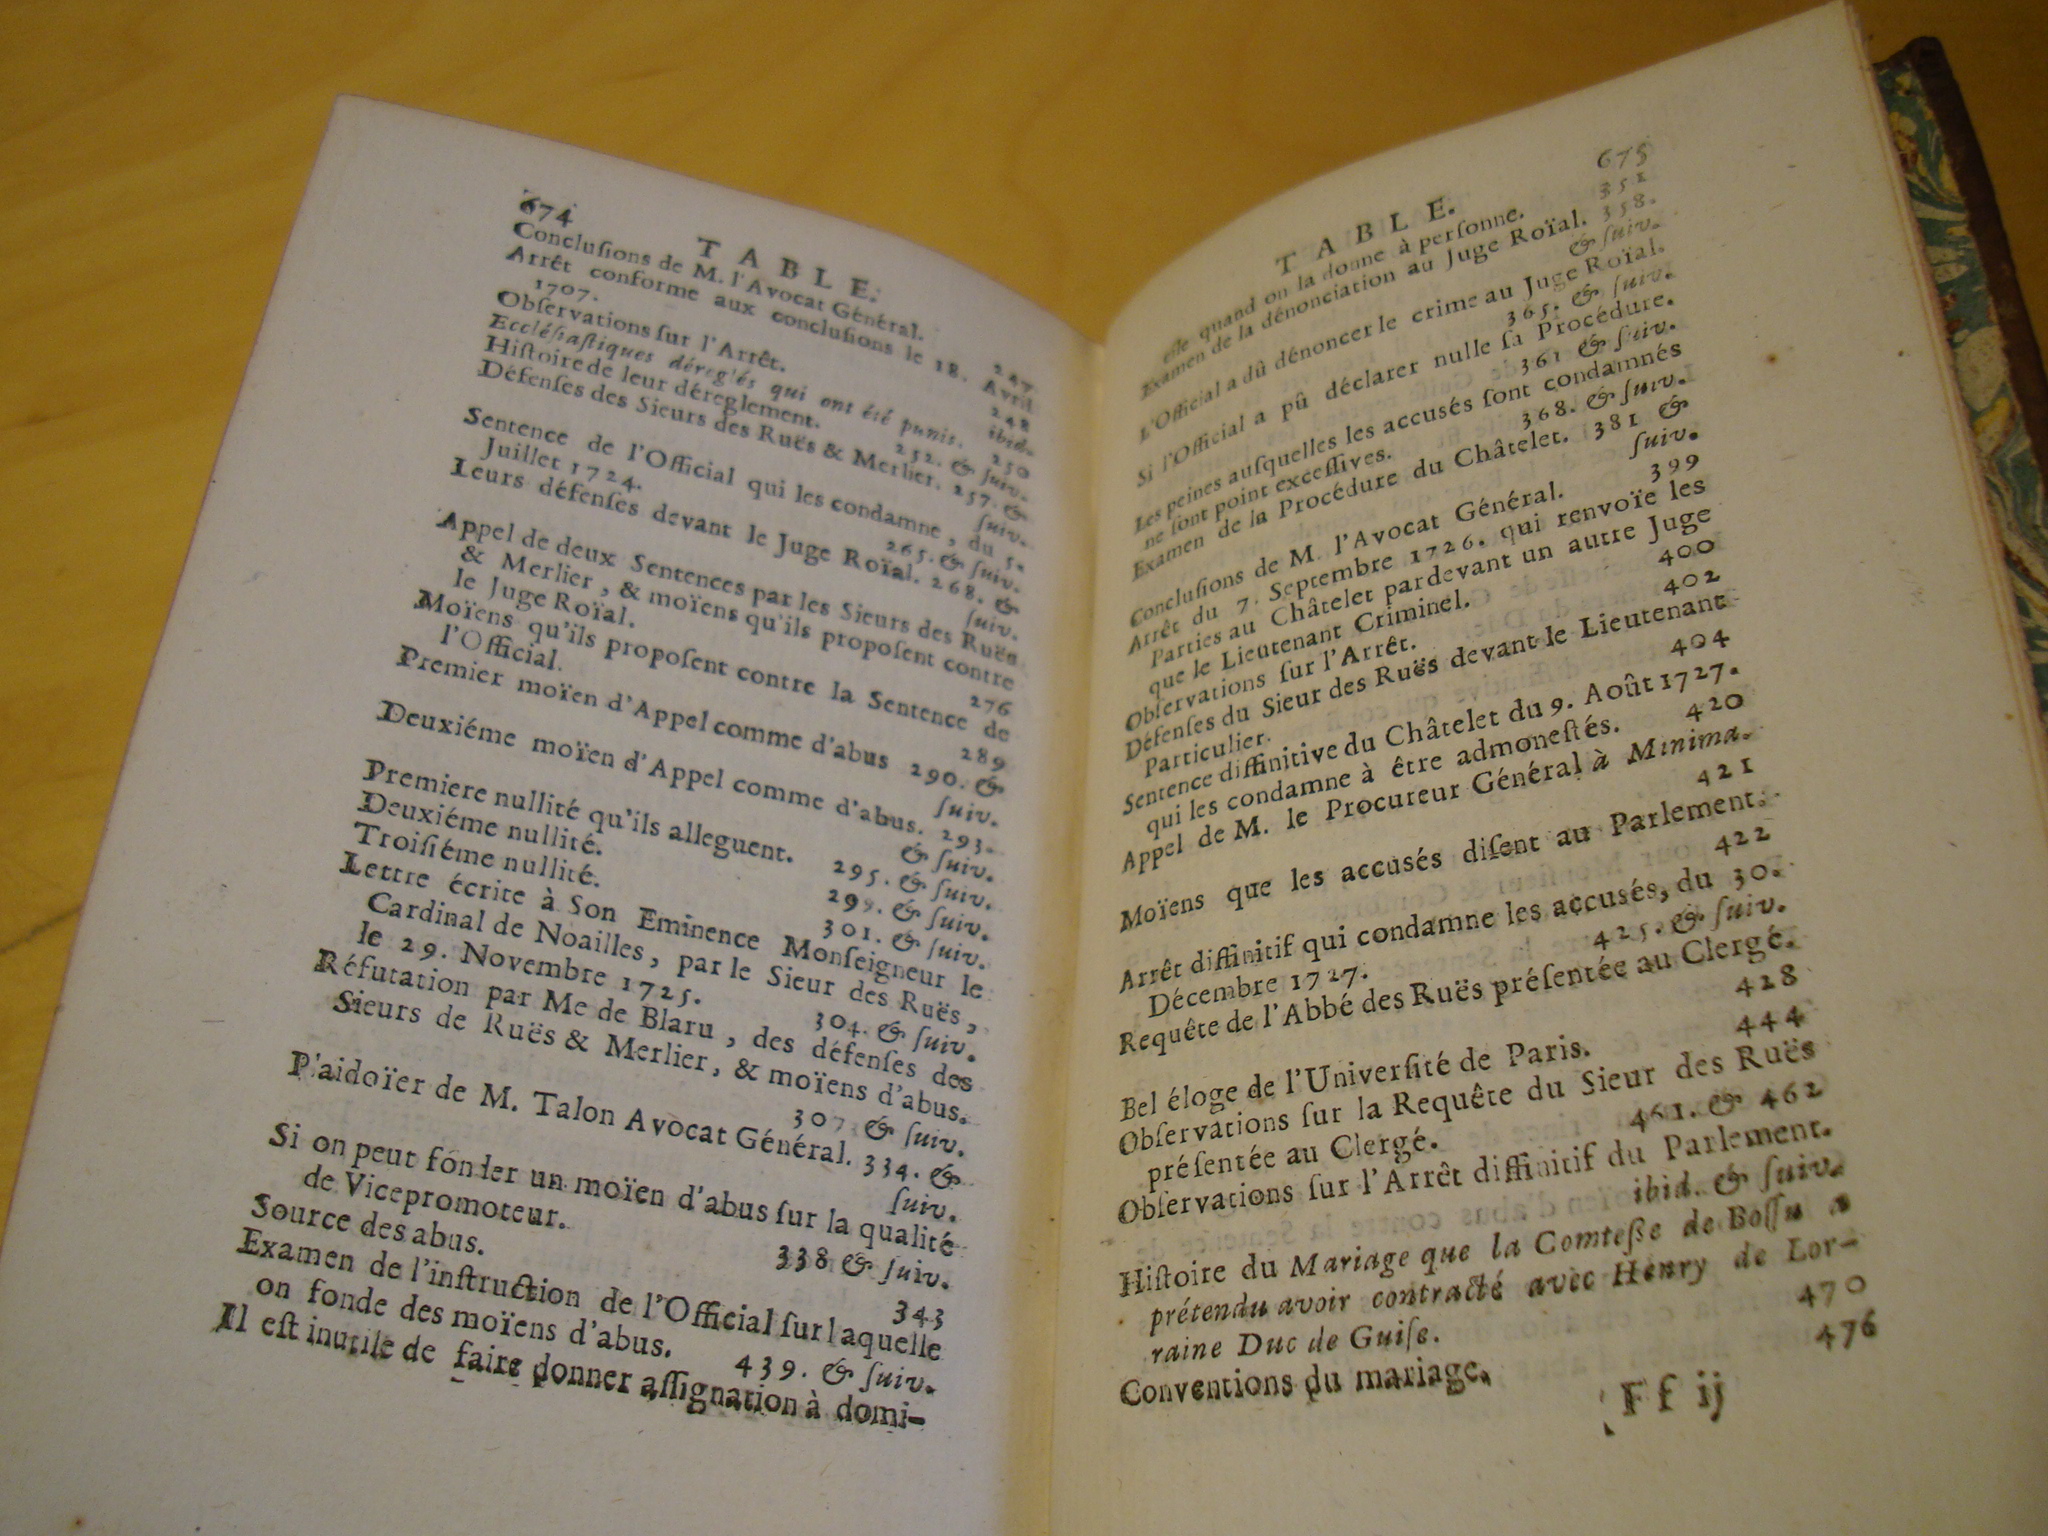 674
TABLE.
Conclusions de M. l'Avocat Général. 247
Arrêt conforme aux conclusions le 18. Avril
1707. 248
Observations sur l'Arrêt. ibid.
Ecclésiastiques déreglés qui ont été punis. 250
Histoire de leur déreglement. 252. & suiv.
Défenses des Sieurs des Ruës & Merlier. 257. &
suiv.
Sentence de l'Official qui les condamne, du 5.
Juillet 1724. 265. & suiv.
Leurs défenses devant le Juge Roïal. 268. &
suiv.
Appel de deux Sentences par les Sieurs des Ruës
& Merlier, & moïens qu'ils proposent contre
le Juge Roïal. 276
Moïens qu'ils proposent contre la Sentence de
l'Official. 289
Premier moïen d'Appel comme d'abus 290. &
suiv.
Deuxiéme moïen d'Appel comme d'abus. 293.
& suiv.
Premiere nullité qu'ils alleguent. 295. & suiv.
Deuxiéme nullité. 299. & suiv.
Troisiéme nullité. 301. & suiv.
Lettre écrite à Son Eminence Monseigneur le
Cardinal de Noailles, par le Sieur des Ruës,
le 29. Novembre 1725. 304. & suiv.
Réfutation par Me de Blaru, des défenses des
Sieurs de Ruës & Merlier, & moïens d'abus.
307. & suiv.
Plaidoïer de M. Talon Avocat Général. 334. &
suiv.
Si on peut fonder un moïen d'abus sur la qualité
de Vicepromoteur. 338 & suiv.
Source des abus. 343
Examen de l'instruction de l'Official sur laquelle
on fonde des moïens d'abus. 439. & suiv.
Il est inutile de faire donner assignation à domi-
TABLE. 675
cile quand on la donne à personne. 351
Examen de la dénonciation au Juge Roïal. 358.
& suiv.
L'Official a dû dénoncer le crime au Juge Roïal.
365. & suiv.
Si l'Official a pû déclarer nulle sa Procédure.
361 & suiv.
Les peines ausquelles les accusés sont condamnés
ne sont point excessives. 368. & suiv.
Examen de la Procédure du Châtelet. 381 &
suiv.
Conclusions de M. l'Avocat Général. 399
Arrêt du 7. Septembre 1726. qui renvoïe les
Parties au Châtelet pardevant un autre Juge
que le Lieutenant Criminel. 400
Observations sur l'Arrêt. 402
Défenses du Sieur des Ruës devant le Lieutenant
Particulier. 404
Sentence diffinitive du Châtelet du 9. Août 1727.
qui les condamne à être admonestés. 420
Appel de M. le Procureur Général à Minima.
421
Moïens que les accusés disent au Parlement.
422
Arrêt diffinitif qui condamne les accusés, du 30.
Décembre 1727. 425. & suiv.
Requête de l'Abbé des Ruës présentée au Clergé.
428
Bel éloge de l'Université de Paris. 444
Observations sur la Requête du Sieur des Ruës
présentée au Clergé. 461. & 462
Observations sur l'Arrêt diffinitif du Parlement.
ibid. & suiv.
Histoire du Mariage que la Comtesse de Bossu a
prétendu avoir contracté avec Henry de Lor-
raine Duc de Guise. 470
Conventions du mariage. 476
Ff ij